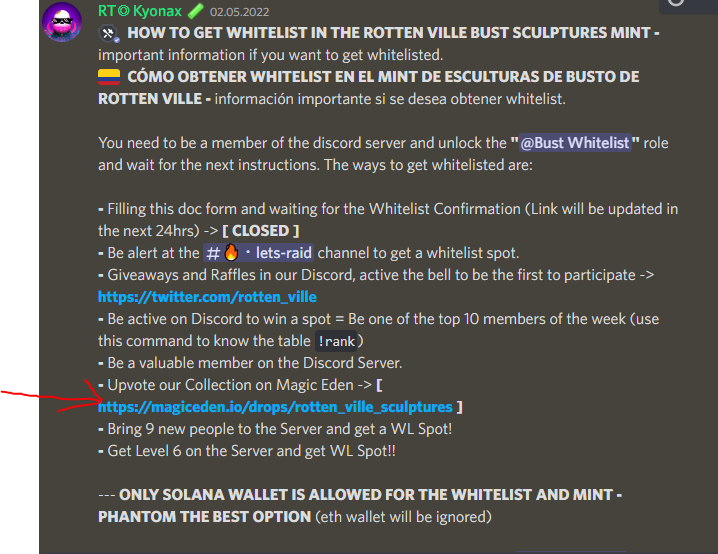 RT⌬ Kyonax 02.05.2022
HOW TO GET WHITELIST IN THE ROTTEN VILLE BUST SCULPTURES MINT -
important information if you want to get whitelisted.
CÓMO OBTENER WHITELIST EN EL MINT DE ESCULTURAS DE BUSTO DE
ROTTEN VILLE - información importante si se desea obtener whitelist.
You need to be a member of the discord server and unlock the "@Bust Whitelist" role
and wait for the next instructions. The ways to get whitelisted are:
- Filling this doc form and waiting for the Whitelist Confirmation (Link will be updated in
the next 24hrs) -> [ CLOSED ]
- Be alert at the #🔥・lets-raid channel to get a whitelist spot.
- Giveaways and Raffles in our Discord, active the bell to be the first to participate ->
https://twitter.com/rotten_ville
- Be active on Discord to win a spot = Be one of the top 10 members of the week (use
this command to know the table !rank)
- Be a valuable member on the Discord Server.
- Upvote our Collection on Magic Eden -> [
https://magiceden.io/drops/rotten_ville_sculptures ]
- Bring 9 new people to the Server and get a WL Spot!
- Get Level 6 on the Server and get WL Spot!!
--- ONLY SOLANA WALLET IS ALLOWED FOR THE WHITELIST AND MINT -
PHANTOM THE BEST OPTION (eth wallet will be ignored)